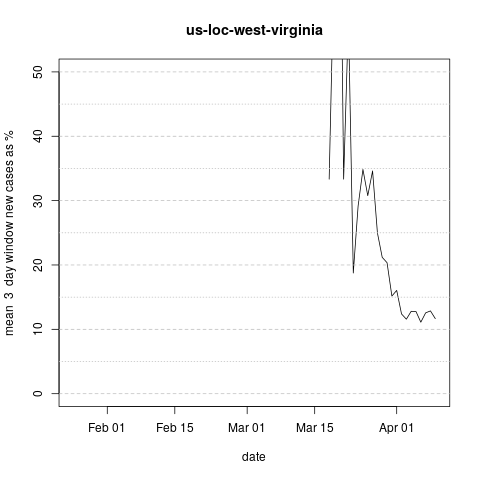 us-loc-west-virginia
mean  3  day window new cases as %
50
40
30
20
10
0
Feb 01
Feb 15
Mar 01
Mar 15
Apr 01
date